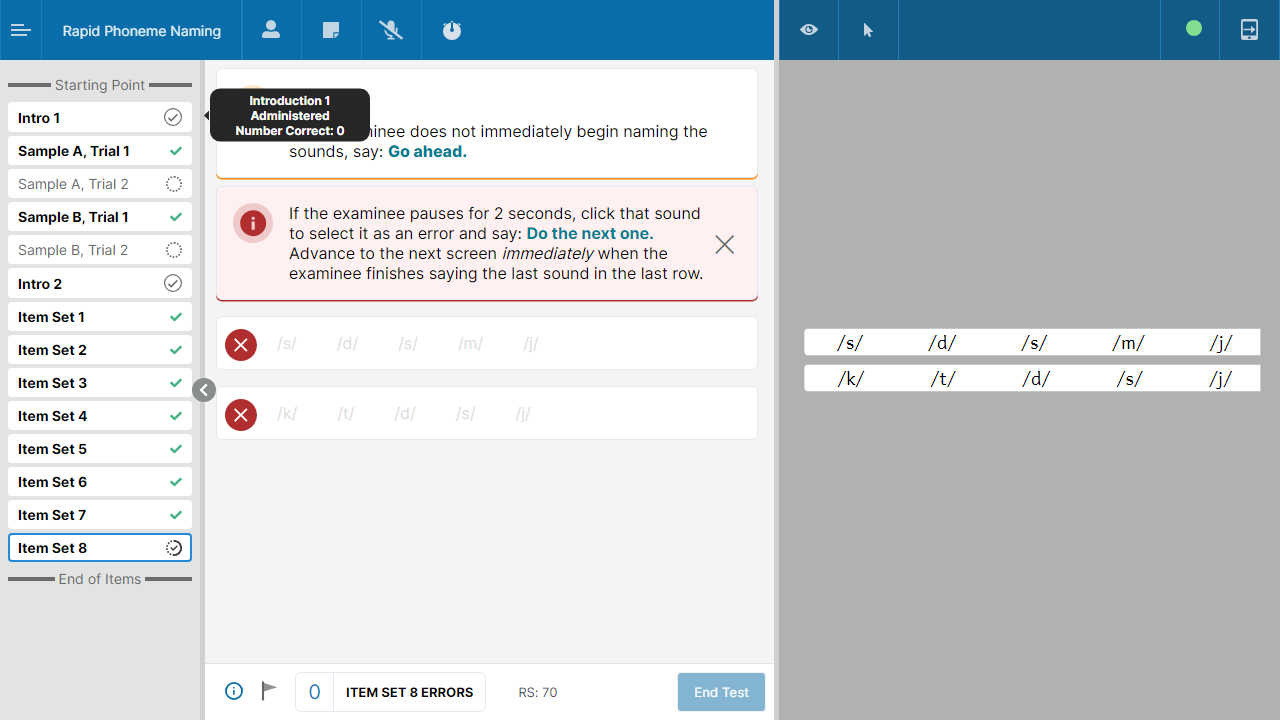 Rapid Phoneme Naming
Starting Point
Intro 1
Sample A, Trial 1
Sample A, Trial 2
Sample B, Trial 1
Sample B, Trial 2
Intro 2
Item Set 1
Item Set 2
Item Set 3
Item Set 4
Item Set 5
Item Set 6
Item Set 7
Item Set 8
End of Items
Introduction 1
Administered
Number Correct: 0
inee does not immediately begin naming the
sounds, say: Go ahead.
If the examinee pauses for 2 seconds, click that sound
to select it as an error and say: Do the next one.
Advance to the next screen immediately when the
examinee finishes saying the last sound in the last row.
/s/ /d/ /s/ /m/ /j/
/k/ /t/ /d/ /s/ /j/
0 ITEM SET 8 ERRORS RS: 70 End Test
/s/ /d/ /s/ /m/ /j/
/k/ /t/ /d/ /s/ /j/